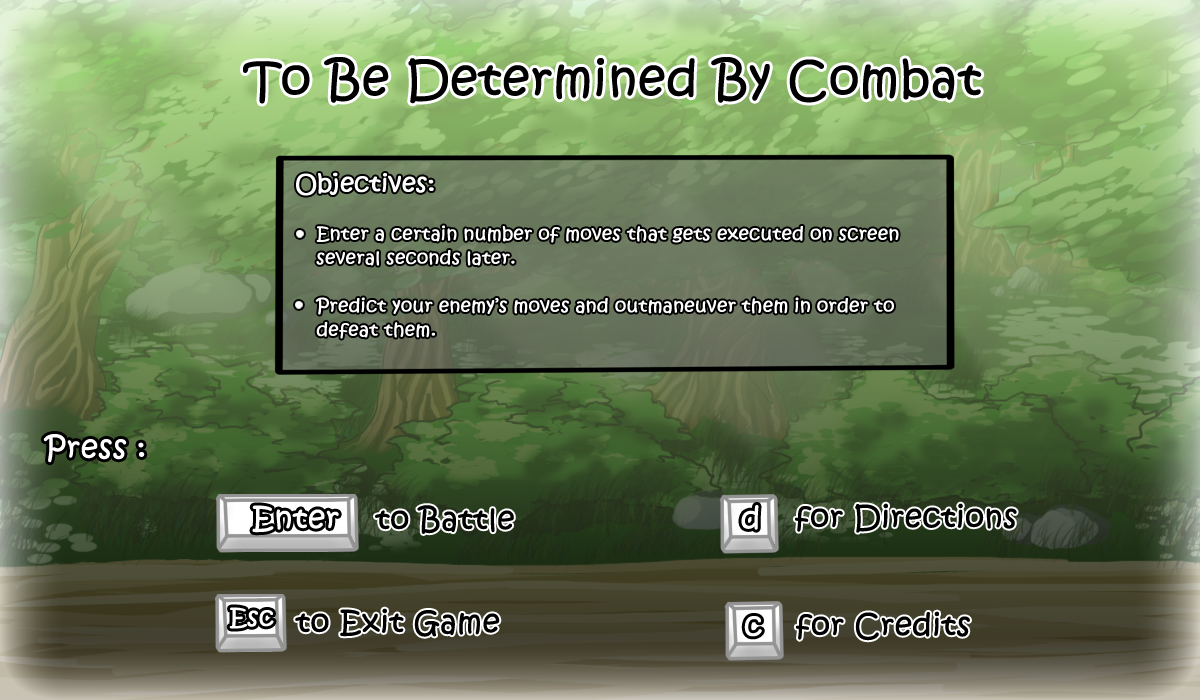 To Be Determined By Combat
Objectives:
• Enter a certain number of moves that gets executed on screen
several seconds later.
• Predict your enemy's moves and outmaneuver them in order to
defeat them.
Press :
Enter to Battle
d for Directions
Esc to Exit Game
c for Credits